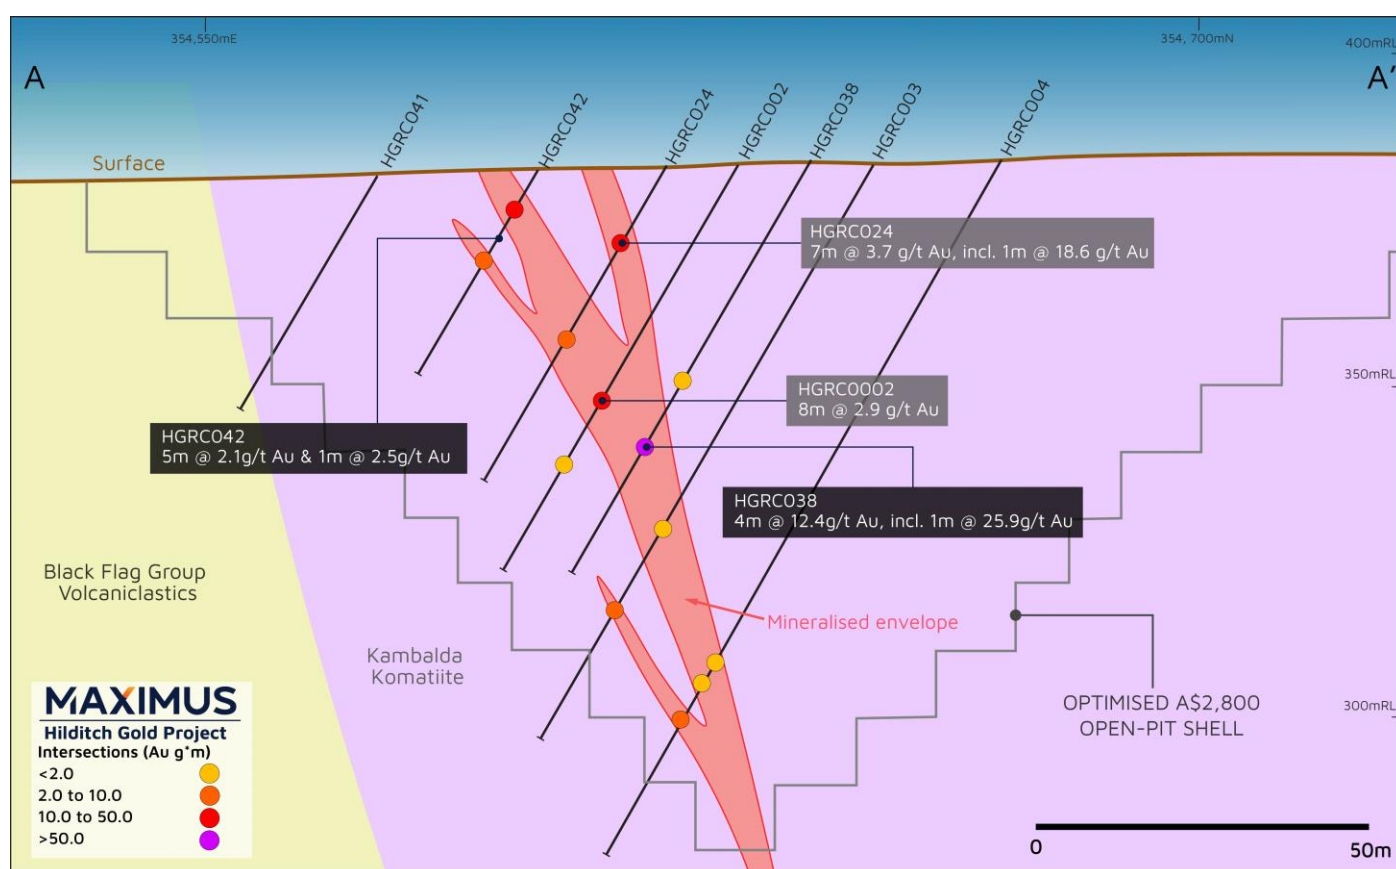 354,550mE
354, 700mN
400mRL
A
A'
HGRC041
HGRC042
HGRC024
HGRC002
HGRC038
HGRC003
HGRC004
Surface
HGRC024
7m @ 3.7 g/t Au, incl. 1m @ 18.6 g/t Au
350mRL
HGRC0002
8m @ 2.9 g/t Au
HGRC042
5m @ 2.1g/t Au & 1m @ 2.5g/t Au
HGRC038
4m @ 12.4g/t Au, incl. 1m @ 25.9g/t Au
Black Flag Group
Volcaniclastics
Mineralised envelope
Kambalda
Komatiite
OPTIMISED A$2,800
OPEN-PIT SHELL
300mRL
MAXIMUS
Hilditch Gold Project
Intersections (Au g*m)
<2.0
2.0 to 10.0
10.0 to 50.0
>50.0
0
50m